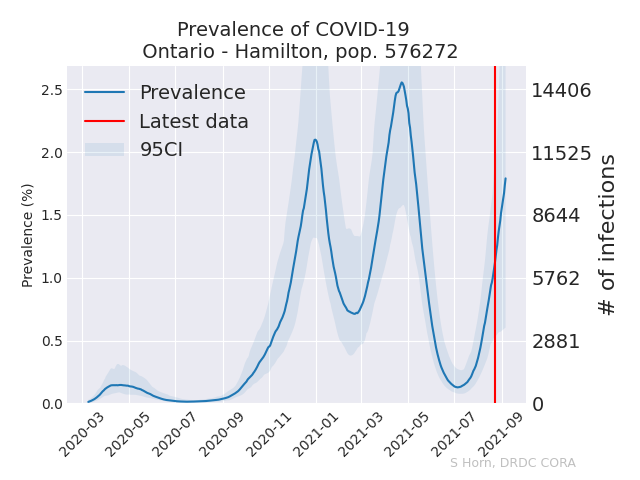 Prevalence of COVID-19
Ontario - Hamilton, pop. 576272
Prevalence
Latest data
95CI
Prevalence (%)
2.5
2.0
1.5
1.0
0.5
0.0
14406
11525
8644
5762
2881
0
# of infections
2020-03
2020-05
2020-07
2020-09
2020-11
2021-01
2021-03
2021-05
2021-07
2021-09
S Horn, DRDC CORA